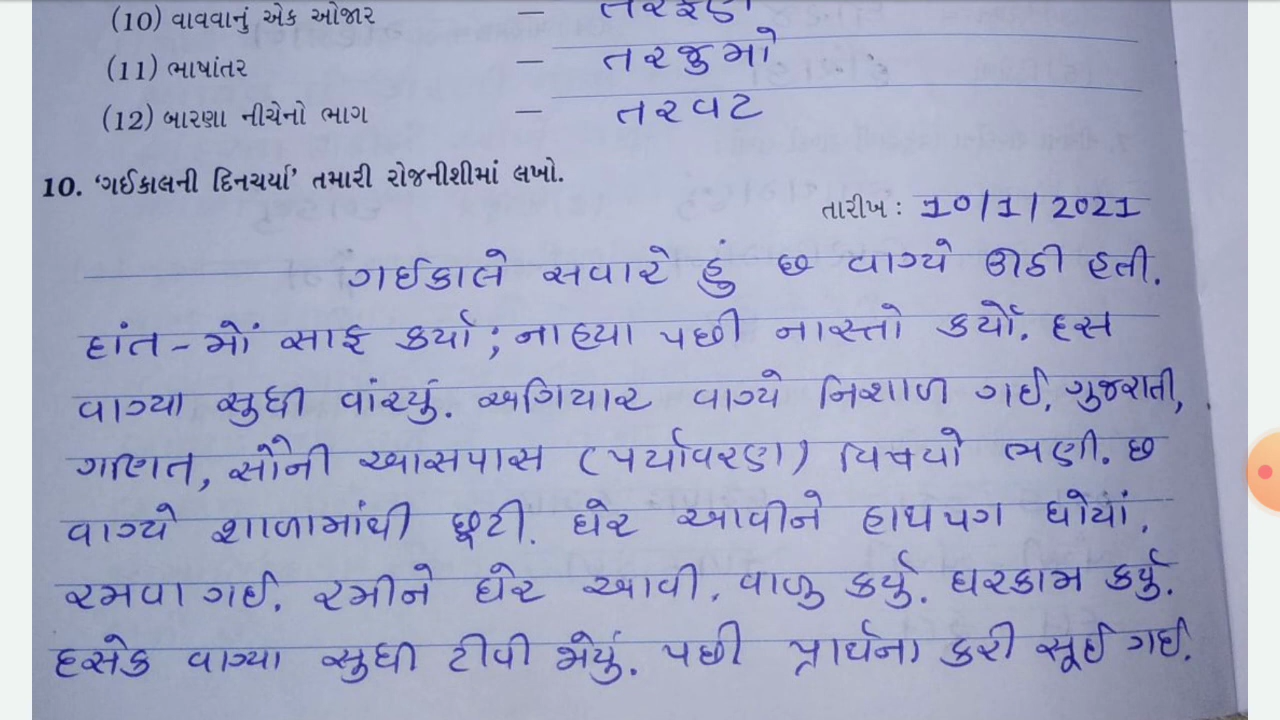 (10) વાવવાનું એક ઓજાર –
(11) ભાષાંતર – તરજુમો
(12) બારણા નીચેનો ભાગ – તરવટ
10. ‘ગઈકાલની દિનચર્યા’ તમારી રોજનીશીમાં લખો.
તારીખ : 10/1/2021
ગઈકાલે સવારે હું છ વાગ્યે ઊઠી હતી.
દાંત-મોં સાફ કર્યા; નાહ્યા પછી નાસ્તો કર્યો. દસ
વાગ્યા સુધી વાંચ્યું. અગિયાર વાગ્યે નિશાળ ગઈ. ગુજરાતી,
ગણિત, સૌની આસપાસ (પર્યાવરણ) વિષયો ભણી. છ
વાગ્યે શાળામાંથી છૂટી. ઘેર આવીને હાથપગ ધોયાં.
રમવા ગઈ. રમીને ઘેર આવી. વાળુ કર્યું. ઘરકામ કર્યું.
દસેક વાગ્યા સુધી ટીવી જોયું. પછી પ્રાર્થના કરી સૂઈ ગઈ.